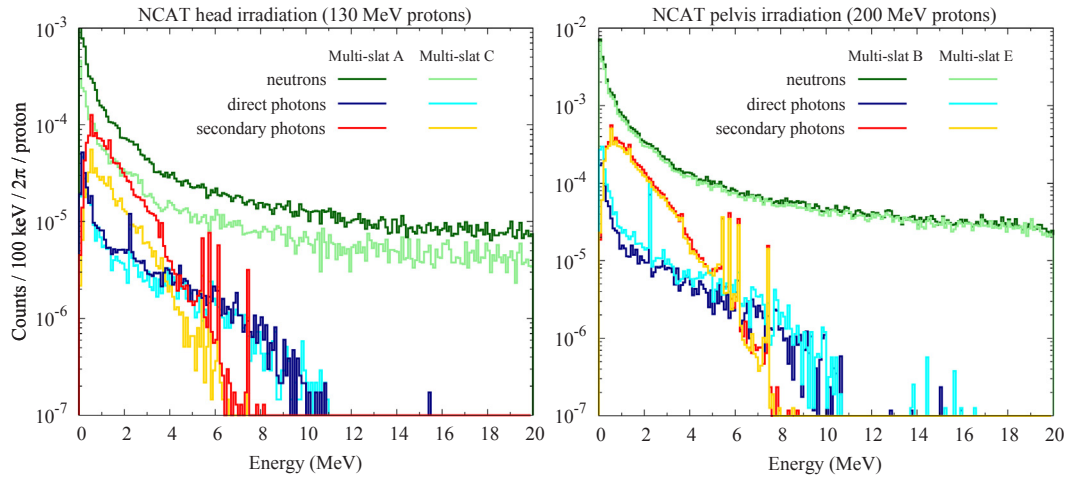 NCAT head irradiation (130 MeV protons)
Multi-slat A Multi-slat C
neutrons
direct photons
secondary photons
Counts / 100 keV / 2π / proton
10^-3
10^-4
10^-5
10^-6
10^-7
0 2 4 6 8 10 12 14 16 18 20
Energy (MeV)
NCAT pelvis irradiation (200 MeV protons)
Multi-slat B Multi-slat E
neutrons
direct photons
secondary photons
10^-2
10^-3
10^-4
10^-5
10^-6
10^-7
0 2 4 6 8 10 12 14 16 18 20
Energy (MeV)